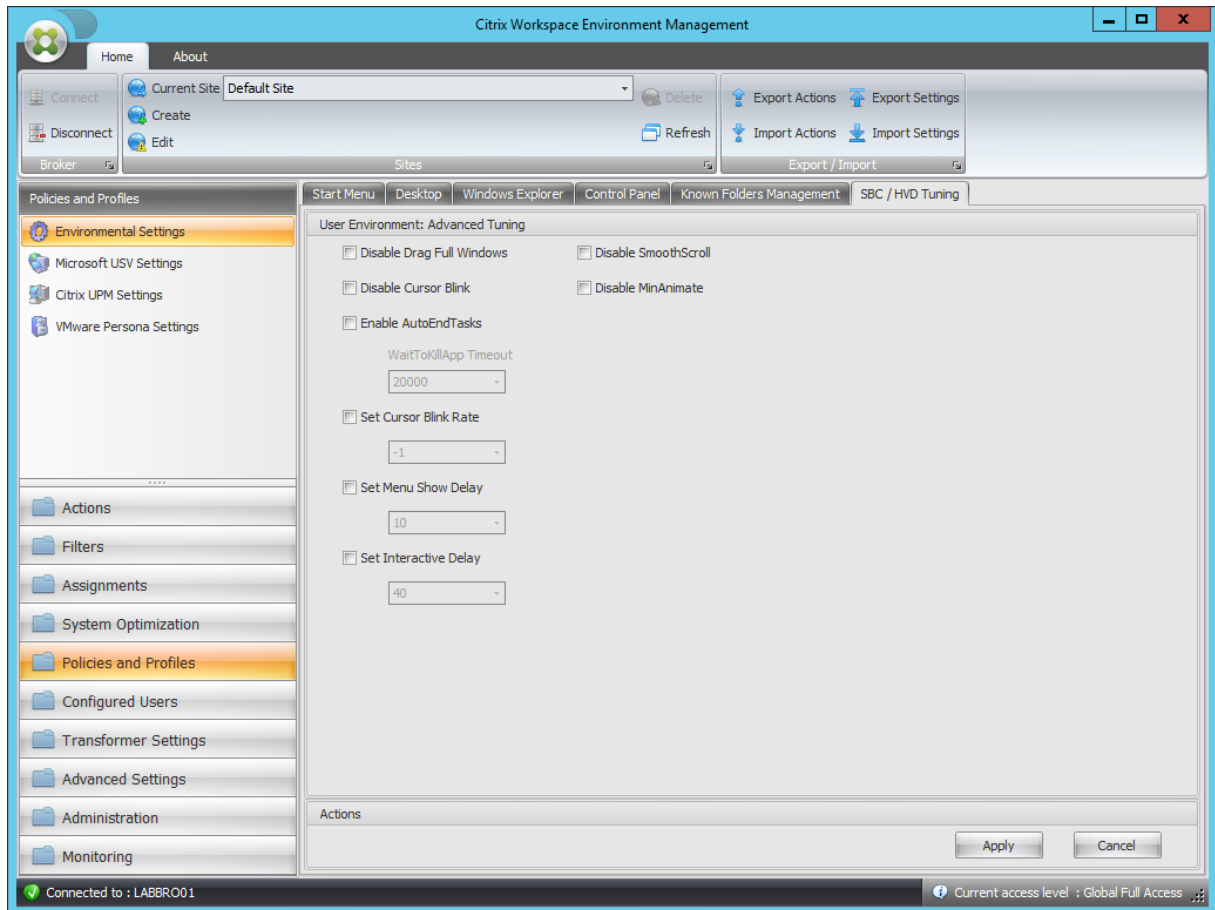 Citrix Workspace Environment Management
Home About
Connect
Disconnect
Broker
Current Site Default Site
Create
Edit
Delete
Refresh
Sites
Export Actions Export Settings
Import Actions Import Settings
Export / Import
Policies and Profiles
Environmental Settings
Microsoft USV Settings
Citrix UPM Settings
VMware Persona Settings
Actions
Filters
Assignments
System Optimization
Policies and Profiles
Configured Users
Transformer Settings
Advanced Settings
Administration
Monitoring
Start Menu Desktop Windows Explorer Control Panel Known Folders Management SBC / HVD Tuning
User Environment: Advanced Tuning
Disable Drag Full Windows Disable SmoothScroll
Disable Cursor Blink Disable MinAnimate
Enable AutoEndTasks
WaitToKillApp Timeout
20000
Set Cursor Blink Rate
-1
Set Menu Show Delay
10
Set Interactive Delay
40
Actions
Apply Cancel
Connected to : LABBRO01
Current access level : Global Full Access